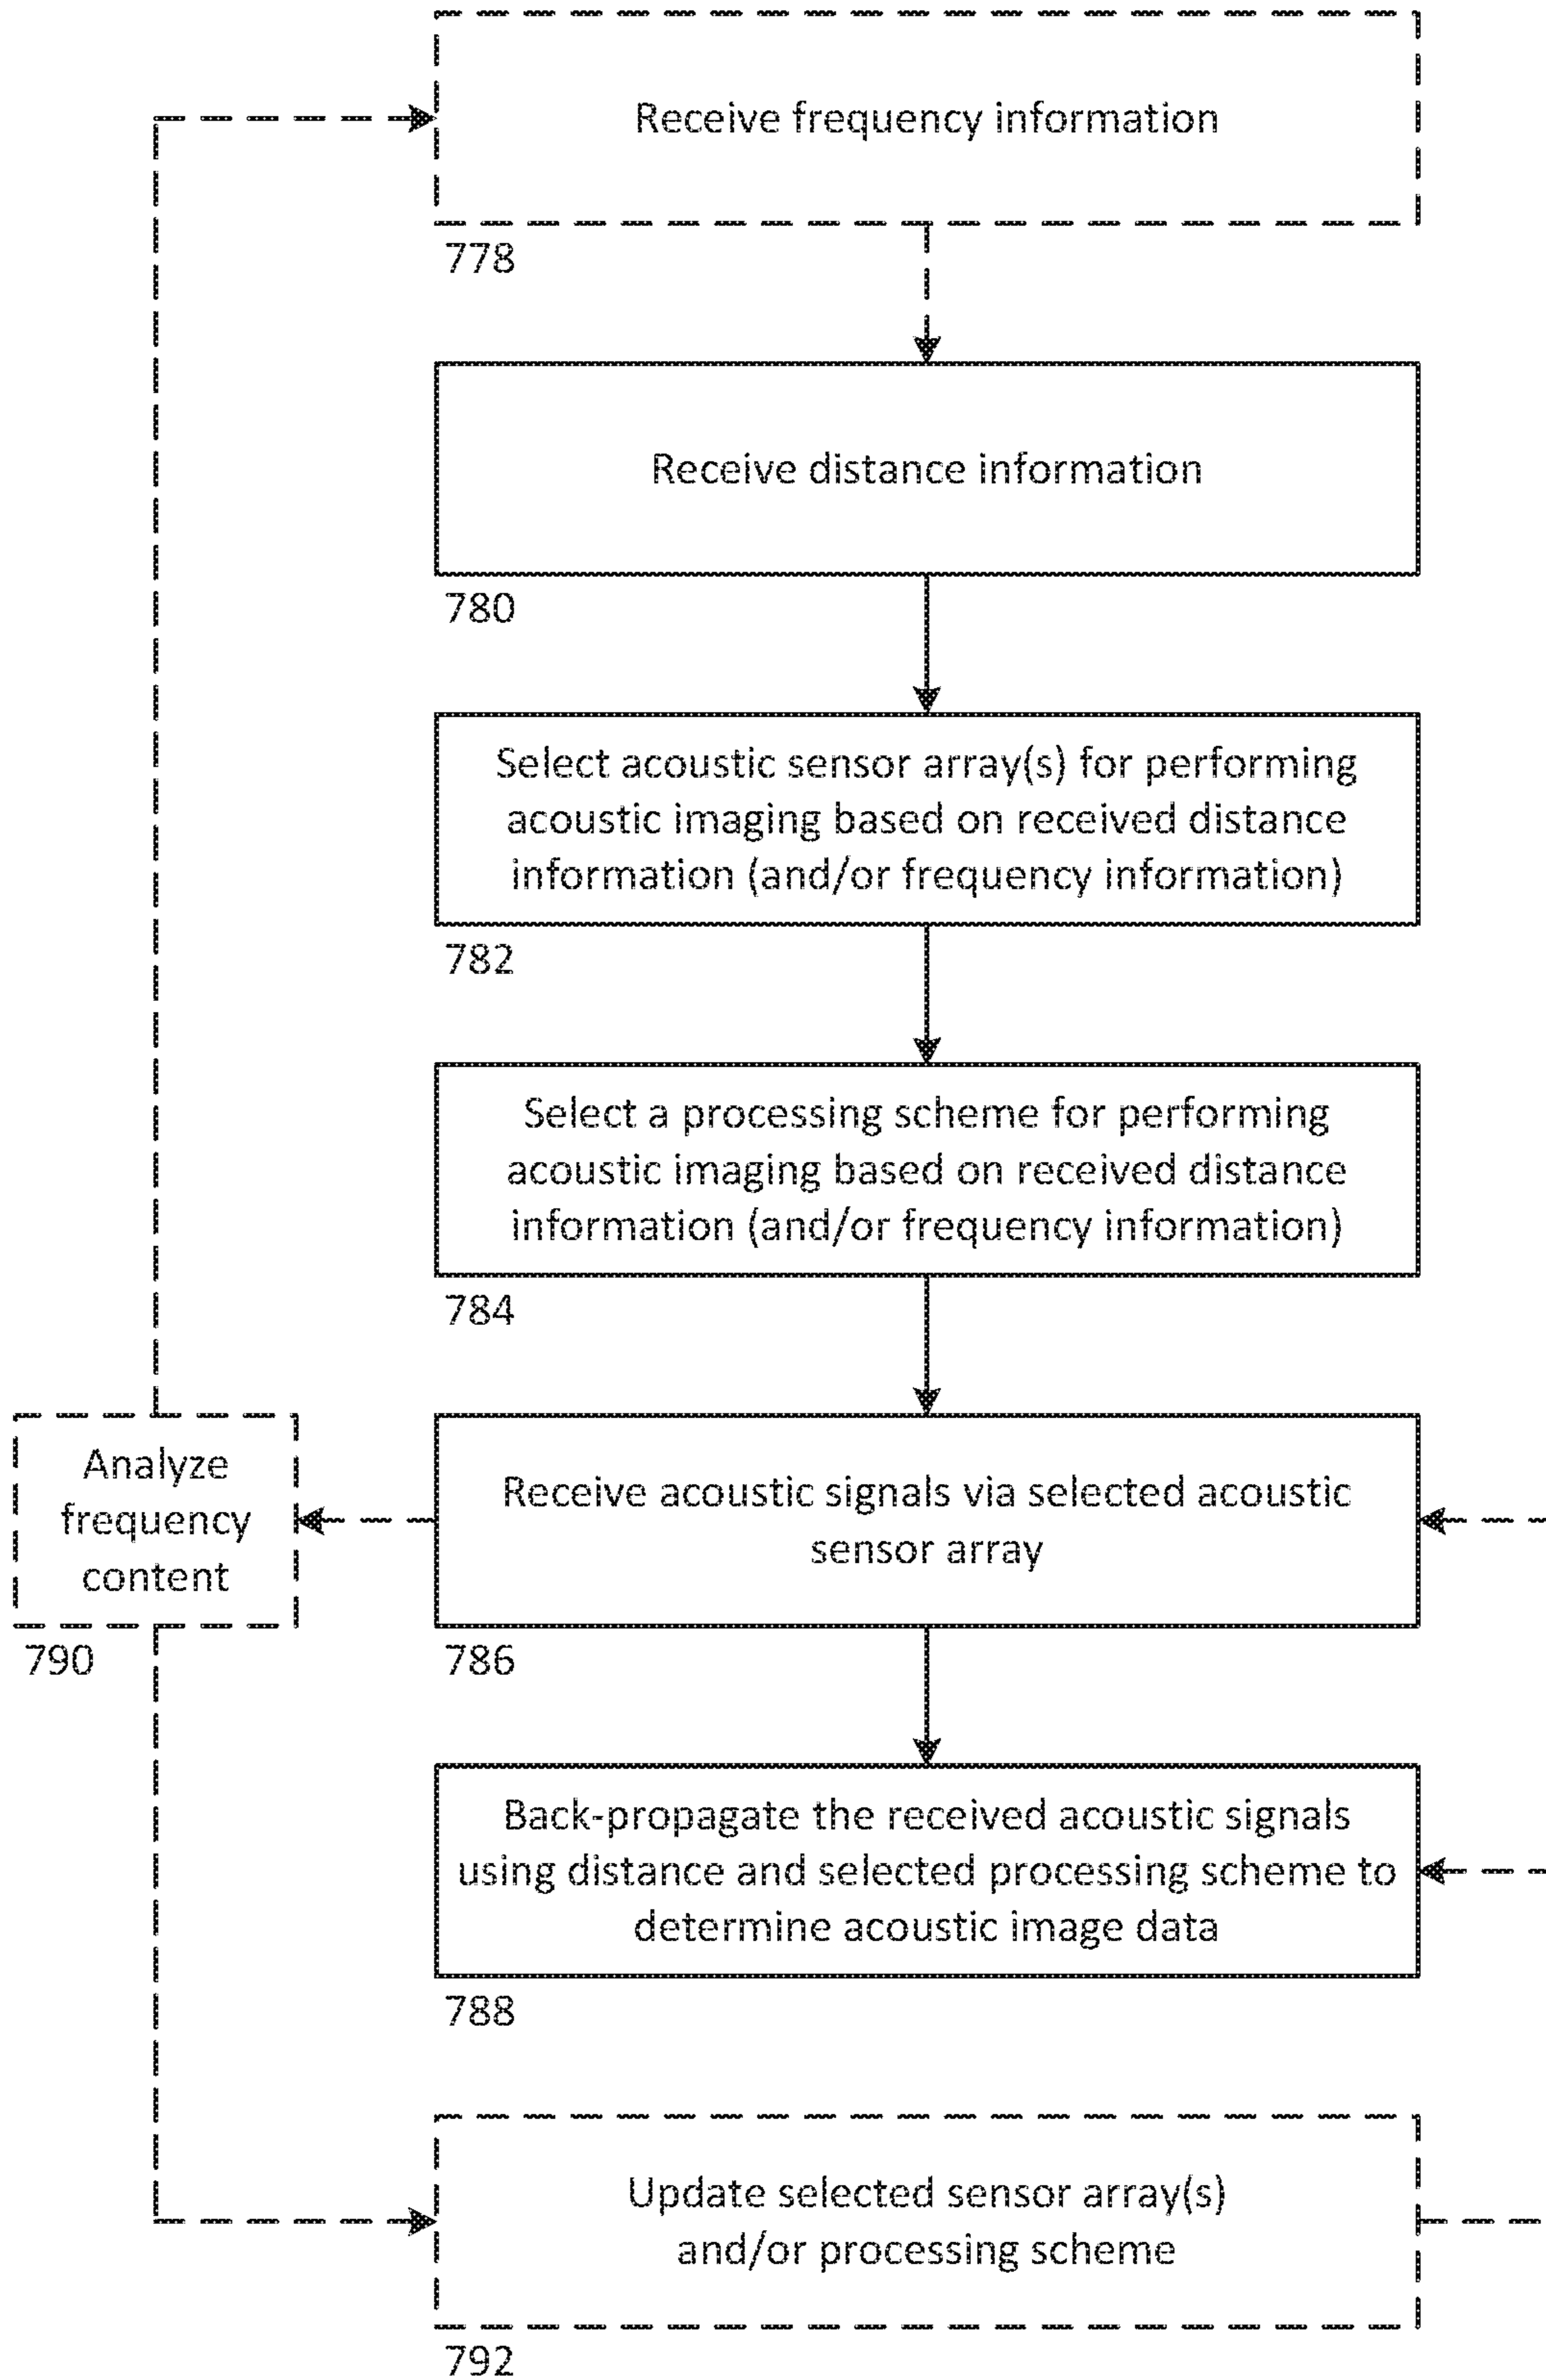 Receive frequency information
778
Receive distance information
780
Select acoustic sensor array(s) for performing
acoustic imaging based on received distance
information (and/or frequency information)
782
Select a processing scheme for performing
acoustic imaging based on received distance
information (and/or frequency information)
784
Analyze
frequency
content
790
Receive acoustic signals via selected acoustic
sensor array
786
Back-propagate the received acoustic signals
using distance and selected processing scheme to
determine acoustic image data
788
Update selected sensor array(s)
and/or processing scheme
792